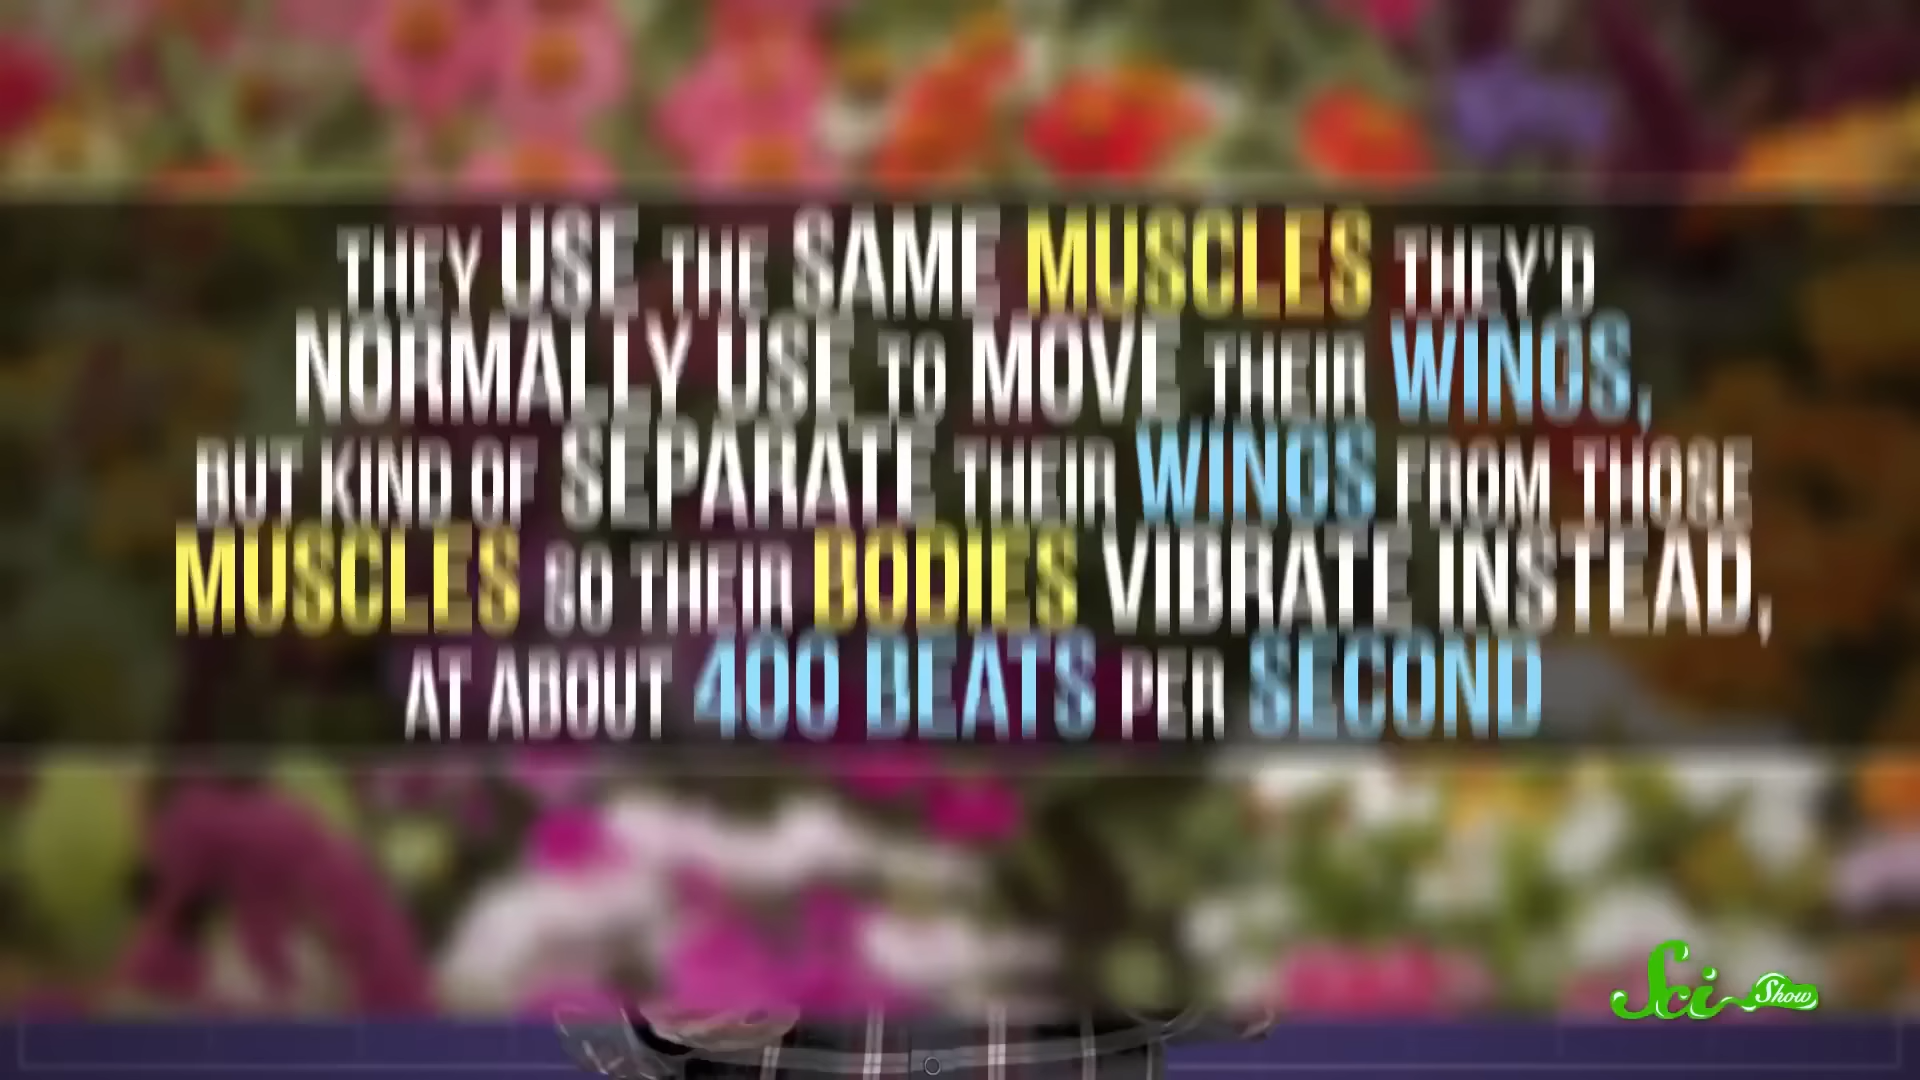 THEY USE THE SAME MUSCLES THEY'D
NORMALLY USE TO MOVE THEIR WINGS,
BUT KIND OF SEPARATE THEIR WINGS FROM THOSE
MUSCLES SO THEIR BODIES VIBRATE INSTEAD,
AT ABOUT 400 BEATS PER SECOND
Sci Show